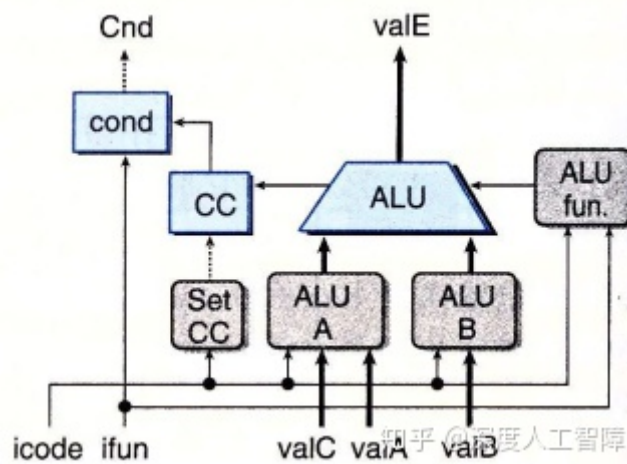 Cnd
valE
cond
CC
ALU
ALU
fun.
Set
CC
ALU
A
ALU
B
icode
ifun
valC
valA
valB
知乎 @深度人工智障